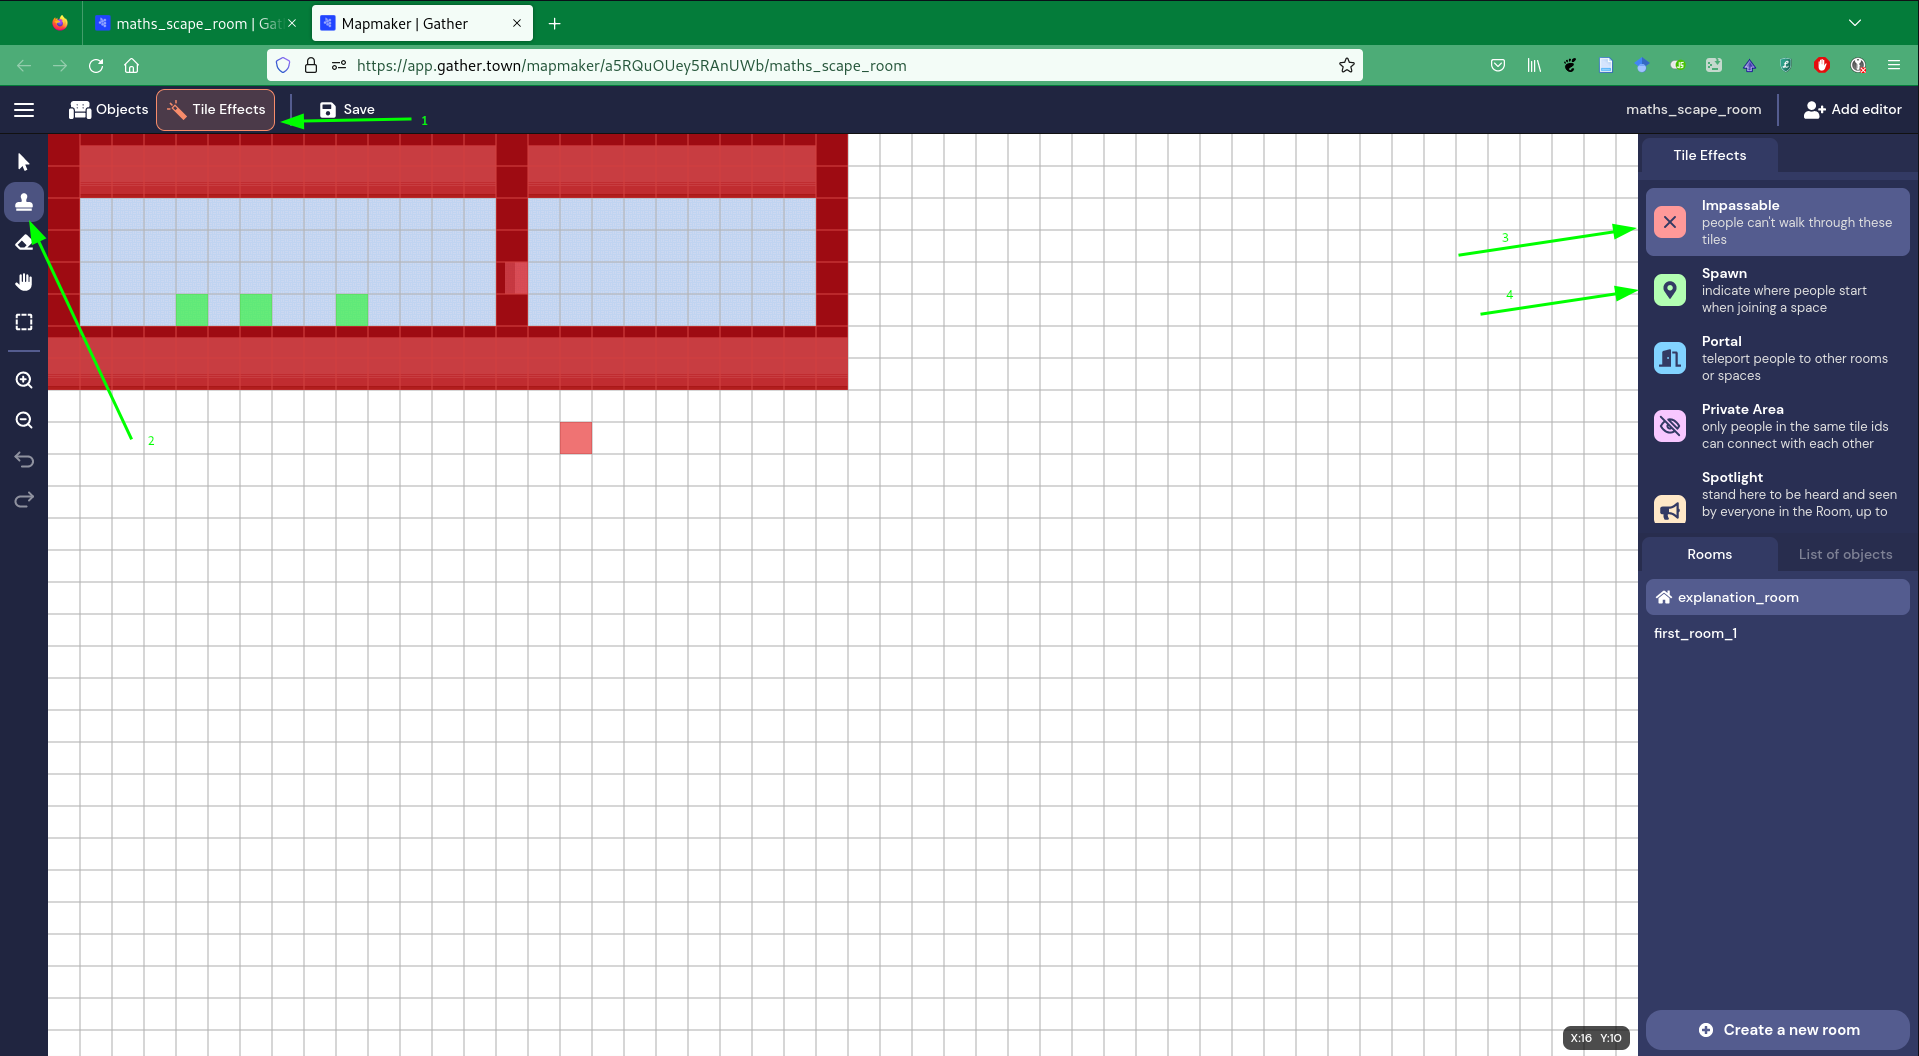 maths_scape_room | Gat
Mapmaker | Gather
https://app.gather.town/mapmaker/a5RQuOUey5RAnUWb/maths_scape_room
Objects
Tile Effects
Save
1
maths_scape_room
Add editor
Tile Effects
Impassable
people can't walk through these
tiles
3
Spawn
indicate where people start
when joining a space
4
Portal
teleport people to other rooms
or spaces
Private Area
only people in the same tile ids
can connect with each other
2
Spotlight
stand here to be heard and seen
by everyone in the Room, up to
Rooms
List of objects
explanation_room
first_room_1
Create a new room
X:16 Y:10